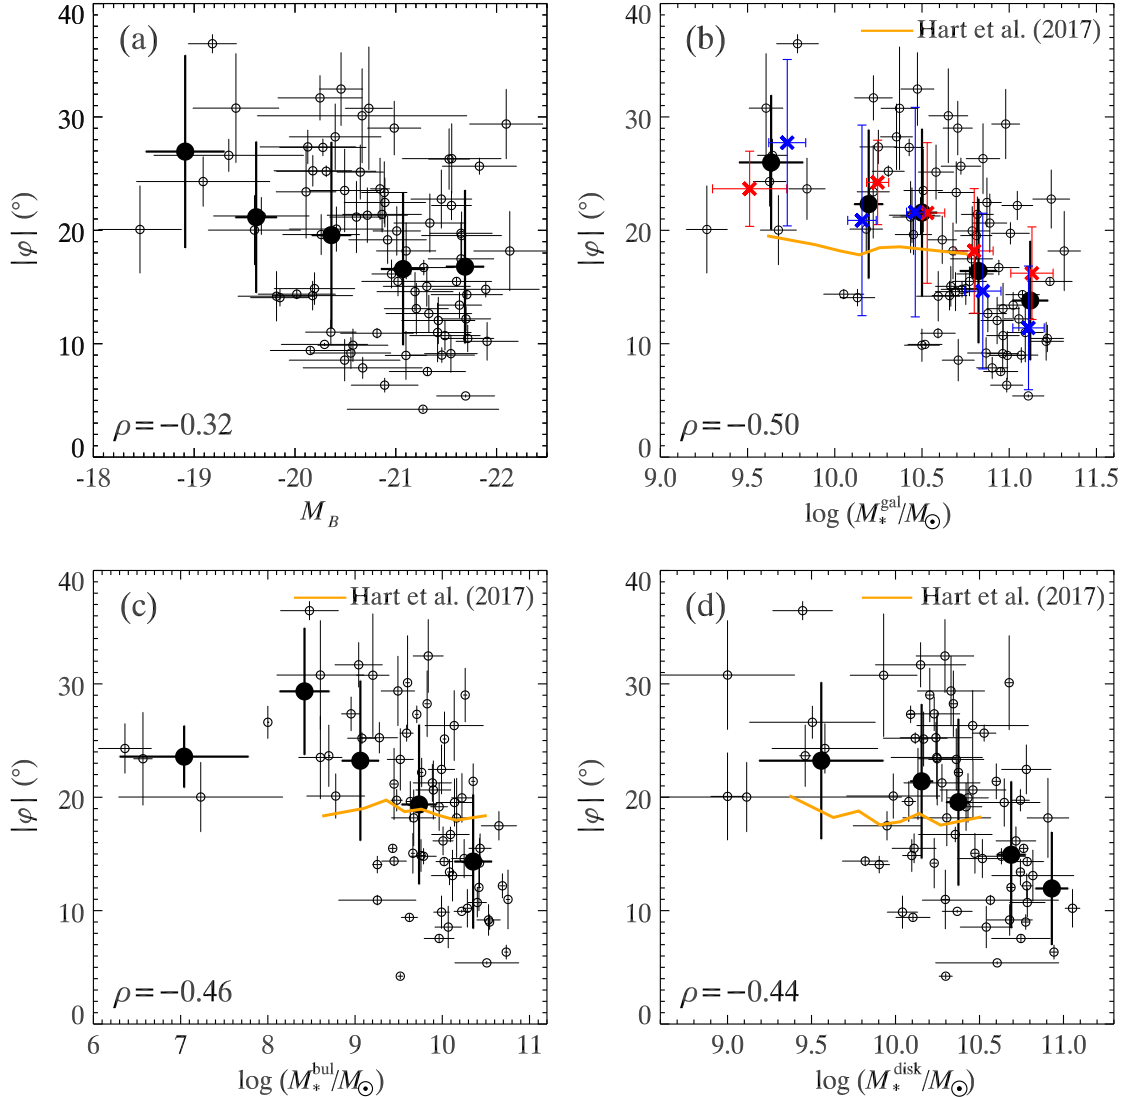 (a)
40
30
20
10
0
|φ| (°)
ρ=−0.32
-18 -19 -20 -21 -22
M_B
(b)
Hart et al. (2017)
40
30
20
10
0
|φ| (°)
ρ=−0.50
9.0 9.5 10.0 10.5 11.0 11.5
log (M_*^gal/M_☉)
(c)
Hart et al. (2017)
40
30
20
10
0
|φ| (°)
ρ=−0.46
6 7 8 9 10 11
log (M_*^bul/M_☉)
(d)
Hart et al. (2017)
40
30
20
10
0
|φ| (°)
ρ=−0.44
9.0 9.5 10.0 10.5 11.0
log (M_*^disk/M_☉)